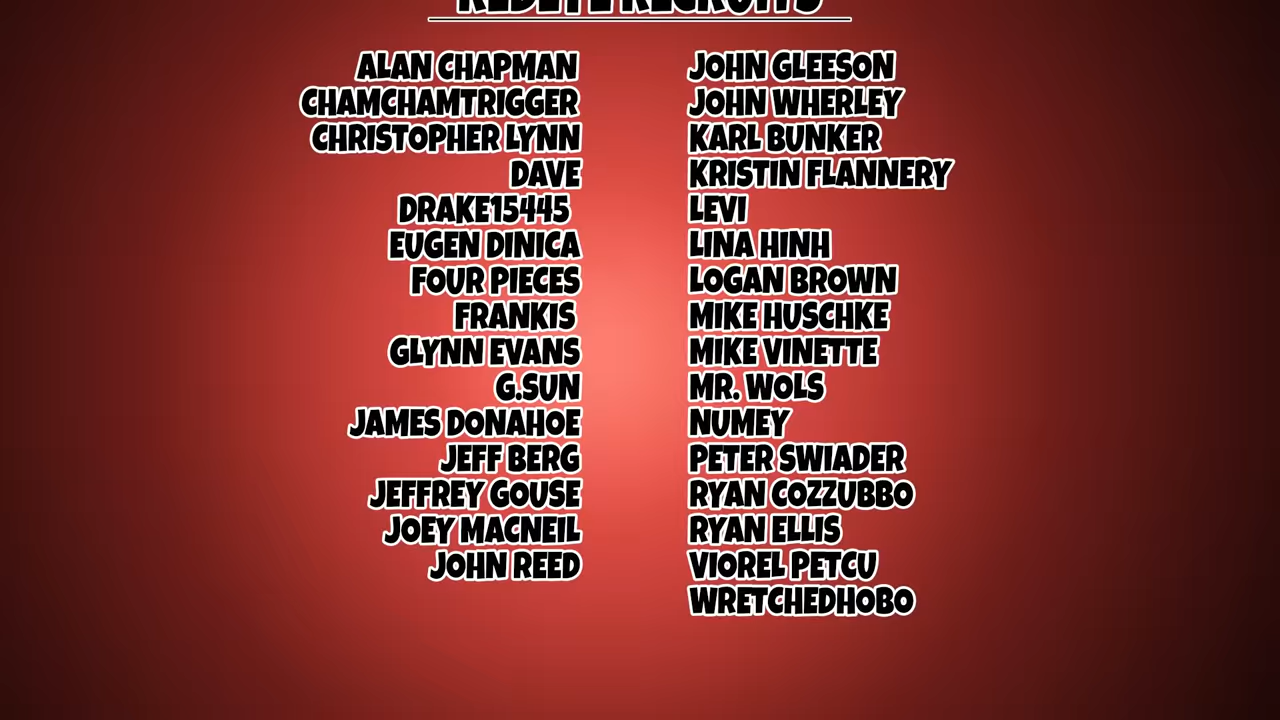 REDEYE RECRUITS
ALAN CHAPMAN
CHAMCHAMTRIGGER
CHRISTOPHER LYNN
DAVE
DRAKE15445
EUGEN DINICA
FOUR PIECES
FRANKIS
GLYNN EVANS
G.SUN
JAMES DONAHOE
JEFF BERG
JEFFREY GOUSE
JOEY MACNEIL
JOHN REED
JOHN GLEESON
JOHN WHERLEY
KARL BUNKER
KRISTIN FLANNERY
LEVI
LINA HINH
LOGAN BROWN
MIKE HUSCHKE
MIKE VINETTE
MR. WOLS
NUMEY
PETER SWIADER
RYAN COZZUBBO
RYAN ELLIS
VIOREL PETCU
WRETCHEDHOBO